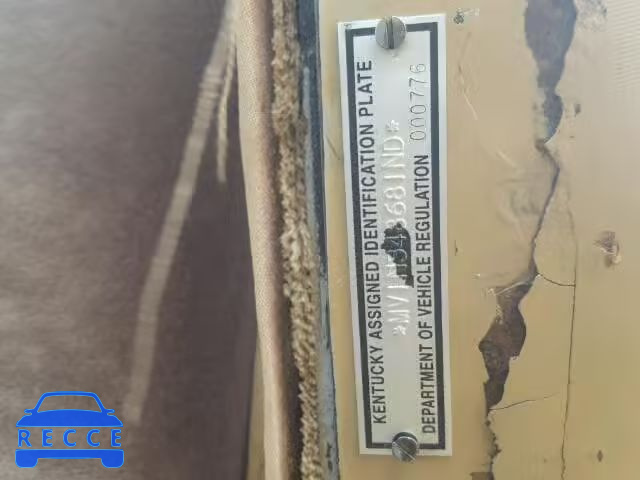 KENTUCKY ASSIGNED IDENTIFICATION PLATE
DEPARTMENT OF VEHICLE REGULATION 000776
RECCE